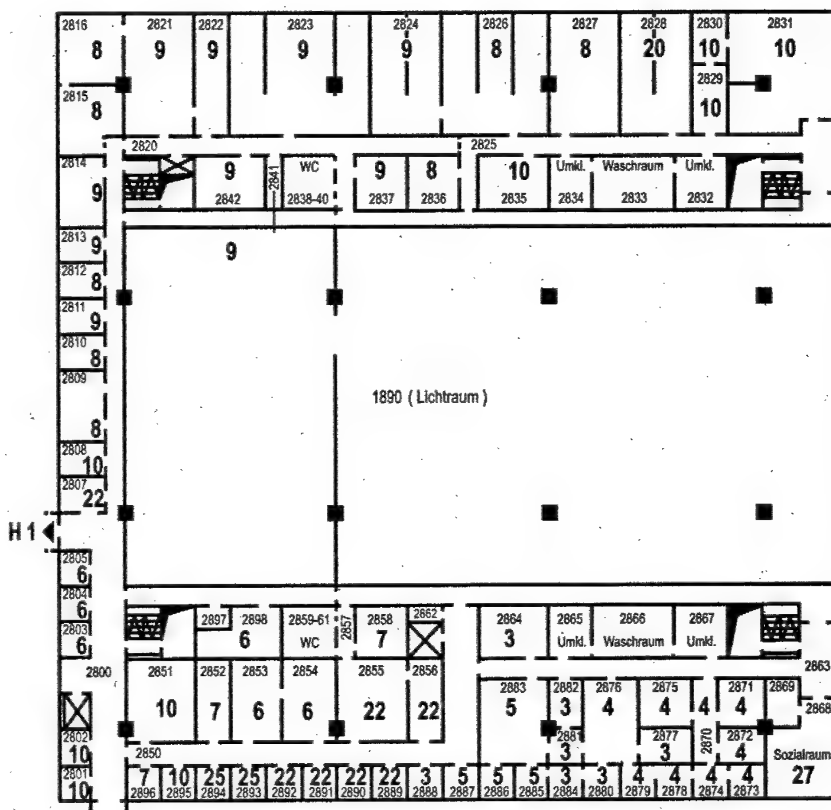 2816 2821 2822 2823 2824 2826 2827 2828 2830 2831
8 9 9 9 9 8 8 20 10 10
2829
2815
8 10
2820 2825
2814 9 WC 9 8 10 Umkl. Waschraum Umkl.
2841
9 2842 2838-40 2837 2836 2835 2834 2833 2832
2813
9 9
2812
8
2811
9
2810
8
2809
1890 ( Lichtraum )
8
2808
10
2807
22
H 1
2805
6
2804
6
2803
6
2897 2898 2859-61 2857 2858 2862 2864 2865 2866 2867
6 WC 7 3 Umkl. Waschraum Umkl.
2800 2851 2852 2853 2854 2855 2856 2863
10 7 6 6 22 22
2883 2882 2876 2875 2871 2869
5 3 4 4 4 4 2868
2802 2881 2877 2870 2872
10 2850 3 3 4 Sozialraum
2801 27
10
7 10 25 25 22 22 22 22 3 5 5 5 3 3 4 4 4 4
2896 2895 2894 2893 2892 2891 2890 2889 2888 2887 2886 2885 2884 2880 2879 2878 2874 2873